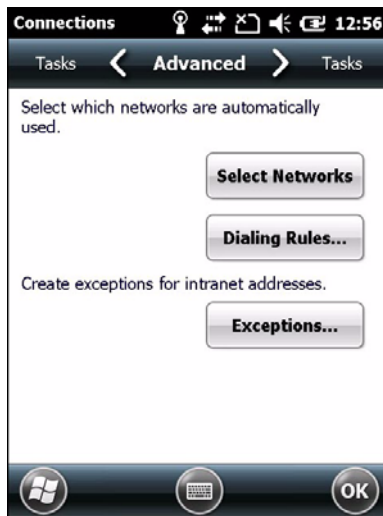 Connections 12:56
Tasks Advanced Tasks
Select which networks are automatically
used.
Select Networks
Dialing Rules...
Create exceptions for intranet addresses.
Exceptions...
OK